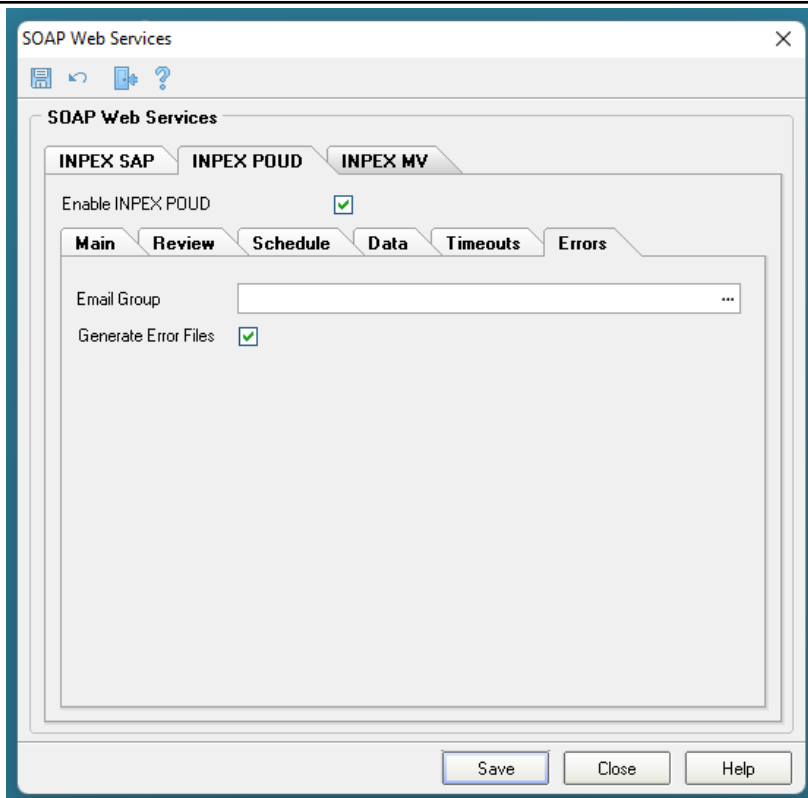 SOAP Web Services
SOAP Web Services
INPEX SAP INPEX POUD INPEX MV
Enable INPEX POUD
Main Review Schedule Data Timeouts Errors
Email Group ...
Generate Error Files
Save Close Help